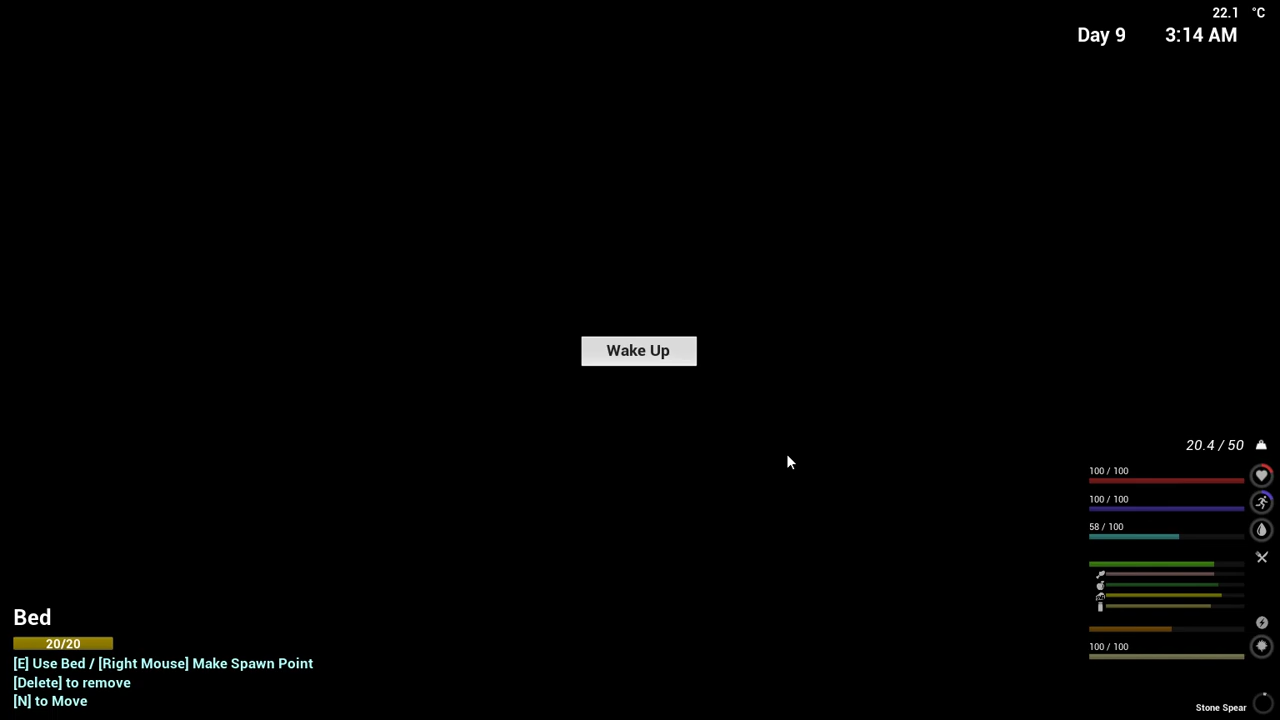 22.1 °C
Day 9 3:14 AM
Wake Up
20.4 / 50
100 / 100
100 / 100
58 / 100
100 / 100
Bed
20/20
[E] Use Bed / [Right Mouse] Make Spawn Point
[Delete] to remove
[N] to Move
Stone Spear